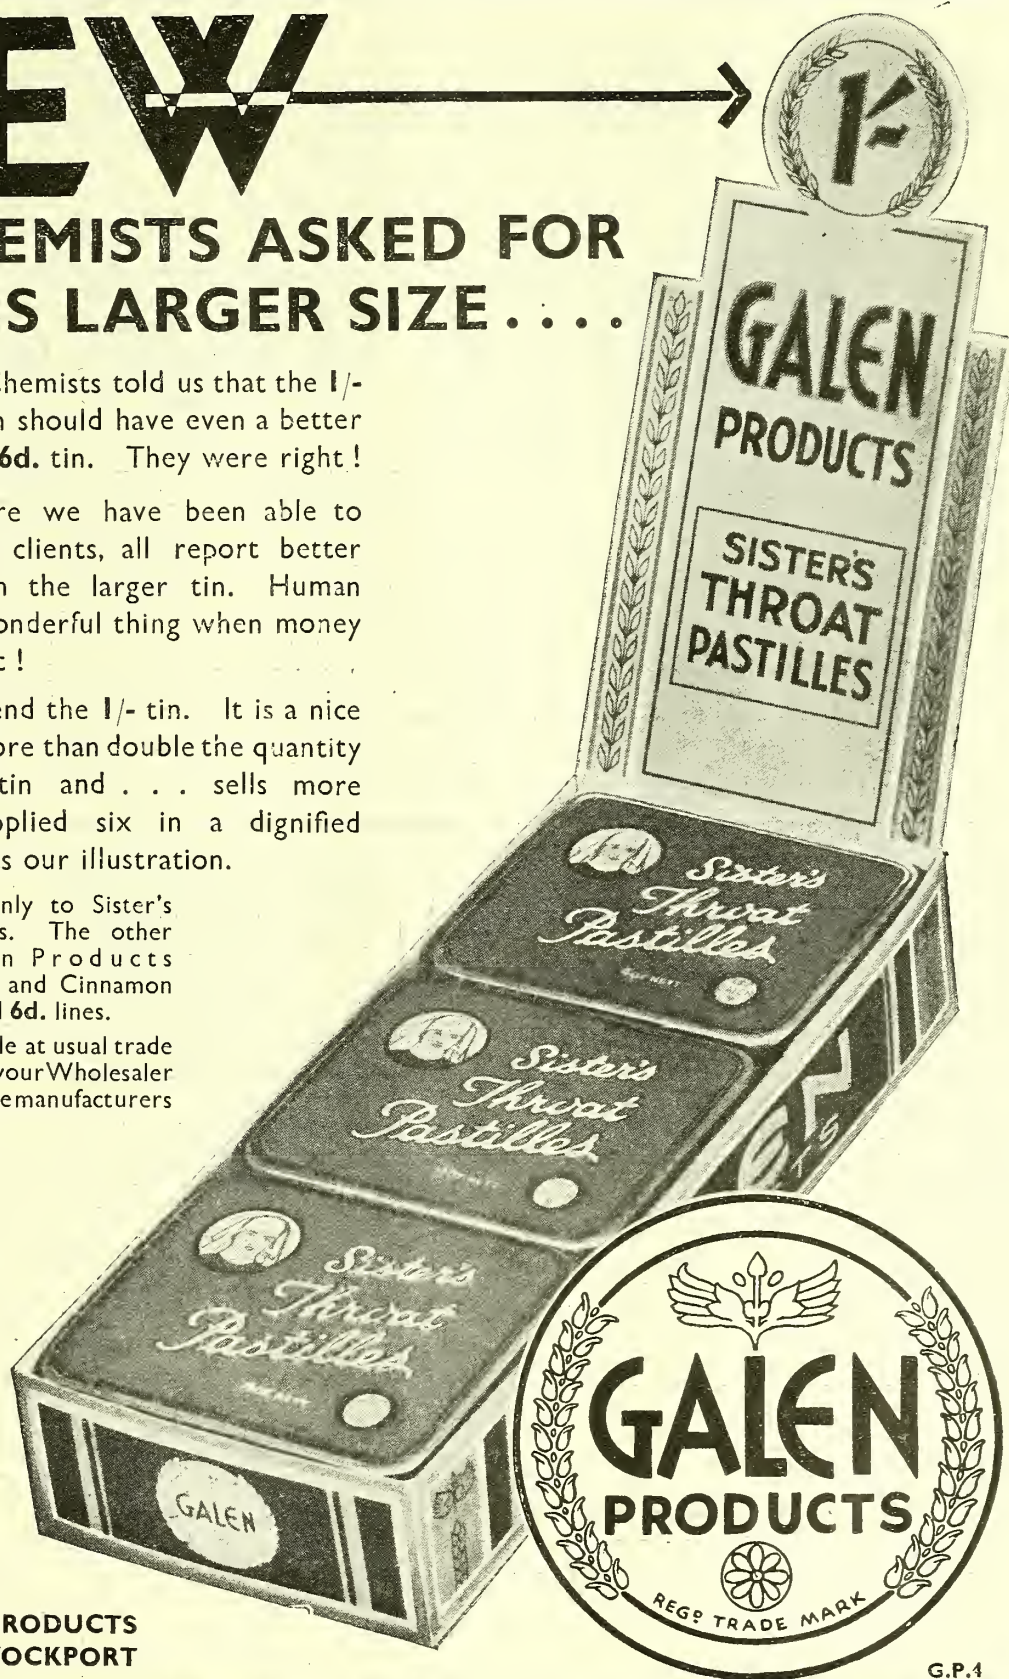 EW
1/-
EMISTS ASKED FOR
S LARGER SIZE....
hemists told us that the 1/-
n should have even a better
6d. tin. They were right !
re we have been able to
clients, all report better
n the larger tin. Human
onderful thing when money
t !
end the 1/- tin. It is a nice
ore than double the quantity
tin and . . . sells more
pplied six in a dignified
s our illustration.
nly to Sister's
s. The other
n Products
and Cinnamon
d 6d. lines.
le at usual trade
yourWholesaler
emanufacturers
GALEN
PRODUCTS
SISTER'S
THROAT
PASTILLES
Sister's
Throat
Pastilles
Sister's
Throat
Pastilles
Sister's
Throat
Pastilles
T'S
GALEN
GALEN
PRODUCTS
REGD TRADE MARK
RODUCTS
OCKPORT
G.P.4